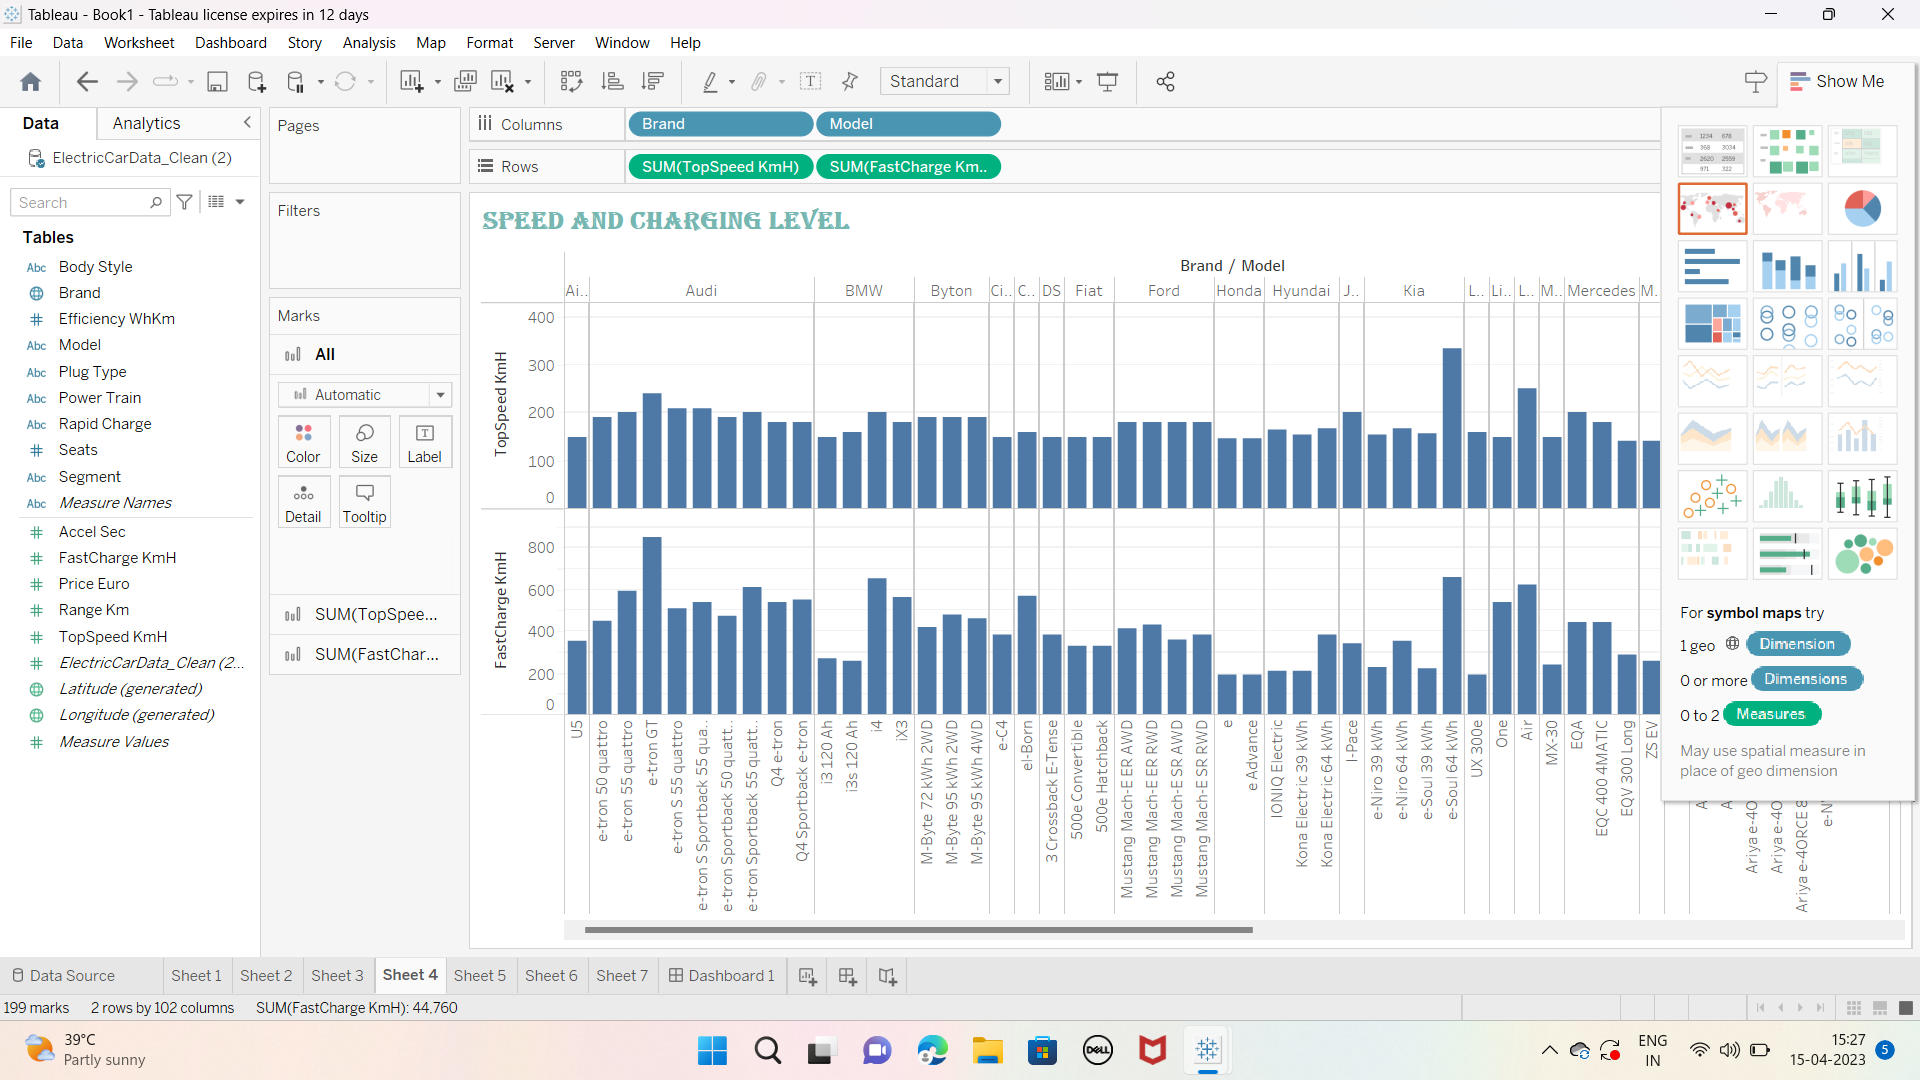 Tableau - Book1 - Tableau license expires in 12 days
File Data Worksheet Dashboard Story Analysis Map Format Server Window Help
Standard
Show Me
Data Analytics
ElectricCarData_Clean (2)
Search
Tables
Abc Body Style
Brand
Efficiency WhKm
Abc Model
Abc Plug Type
Abc Power Train
Abc Rapid Charge
Seats
Abc Segment
Abc Measure Names
Accel Sec
FastCharge KmH
Price Euro
Range Km
TopSpeed KmH
ElectricCarData_Clean (2...
Latitude (generated)
Longitude (generated)
Measure Values
Pages
Filters
Marks
All
Automatic
Color Size Label
Detail Tooltip
SUM(TopSpee...
SUM(FastChar...
Columns Brand Model
Rows SUM(TopSpeed KmH) SUM(FastCharge Km..
SPEED AND CHARGING LEVEL
Brand / Model
Ai.. Audi BMW Byton Ci.. C.. DS Fiat Ford Honda Hyundai J.. Kia L.. Li.. L.. M.. Mercedes M.
TopSpeed KmH
400
300
200
100
0
FastCharge KmH
800
600
400
200
0
U5
e-tron 50 quattro
e-tron 55 quattro
e-tron GT
e-tron S 55 quattro
e-tron S Sportback 55 qua..
e-tron Sportback 50 quatt..
e-tron Sportback 55 quatt..
Q4 e-tron
Q4 Sportback e-tron
i3 120 Ah
i3s 120 Ah
i4
iX3
M-Byte 72 kWh 2WD
M-Byte 95 kWh 2WD
M-Byte 95 kWh 4WD
e-C4
el-Born
3 Crossback E-Tense
500e Convertible
500e Hatchback
Mustang Mach-E ER AWD
Mustang Mach-E ER RWD
Mustang Mach-E SR AWD
Mustang Mach-E SR RWD
e
e Advance
IONIQ Electric
Kona Electric 39 kWh
Kona Electric 64 kWh
I-Pace
e-Niro 39 kWh
e-Niro 64 kWh
e-Soul 39 kWh
e-Soul 64 kWh
UX 300e
One
Air
MX-30
EQA
EQC 400 4MATIC
EQV 300 Long
ZS EV
A
A
Ariya e-4O
Ariya e-4O
Ariya e-4ORCE 8
e-N
For symbol maps try
1 geo Dimension
0 or more Dimensions
0 to 2 Measures
May use spatial measure in
place of geo dimension
Data Source Sheet 1 Sheet 2 Sheet 3 Sheet 4 Sheet 5 Sheet 6 Sheet 7 Dashboard 1
199 marks 2 rows by 102 columns SUM(FastCharge KmH): 44,760
39°C
Partly sunny
DELL
ENG
IN
15:27
15-04-2023
5